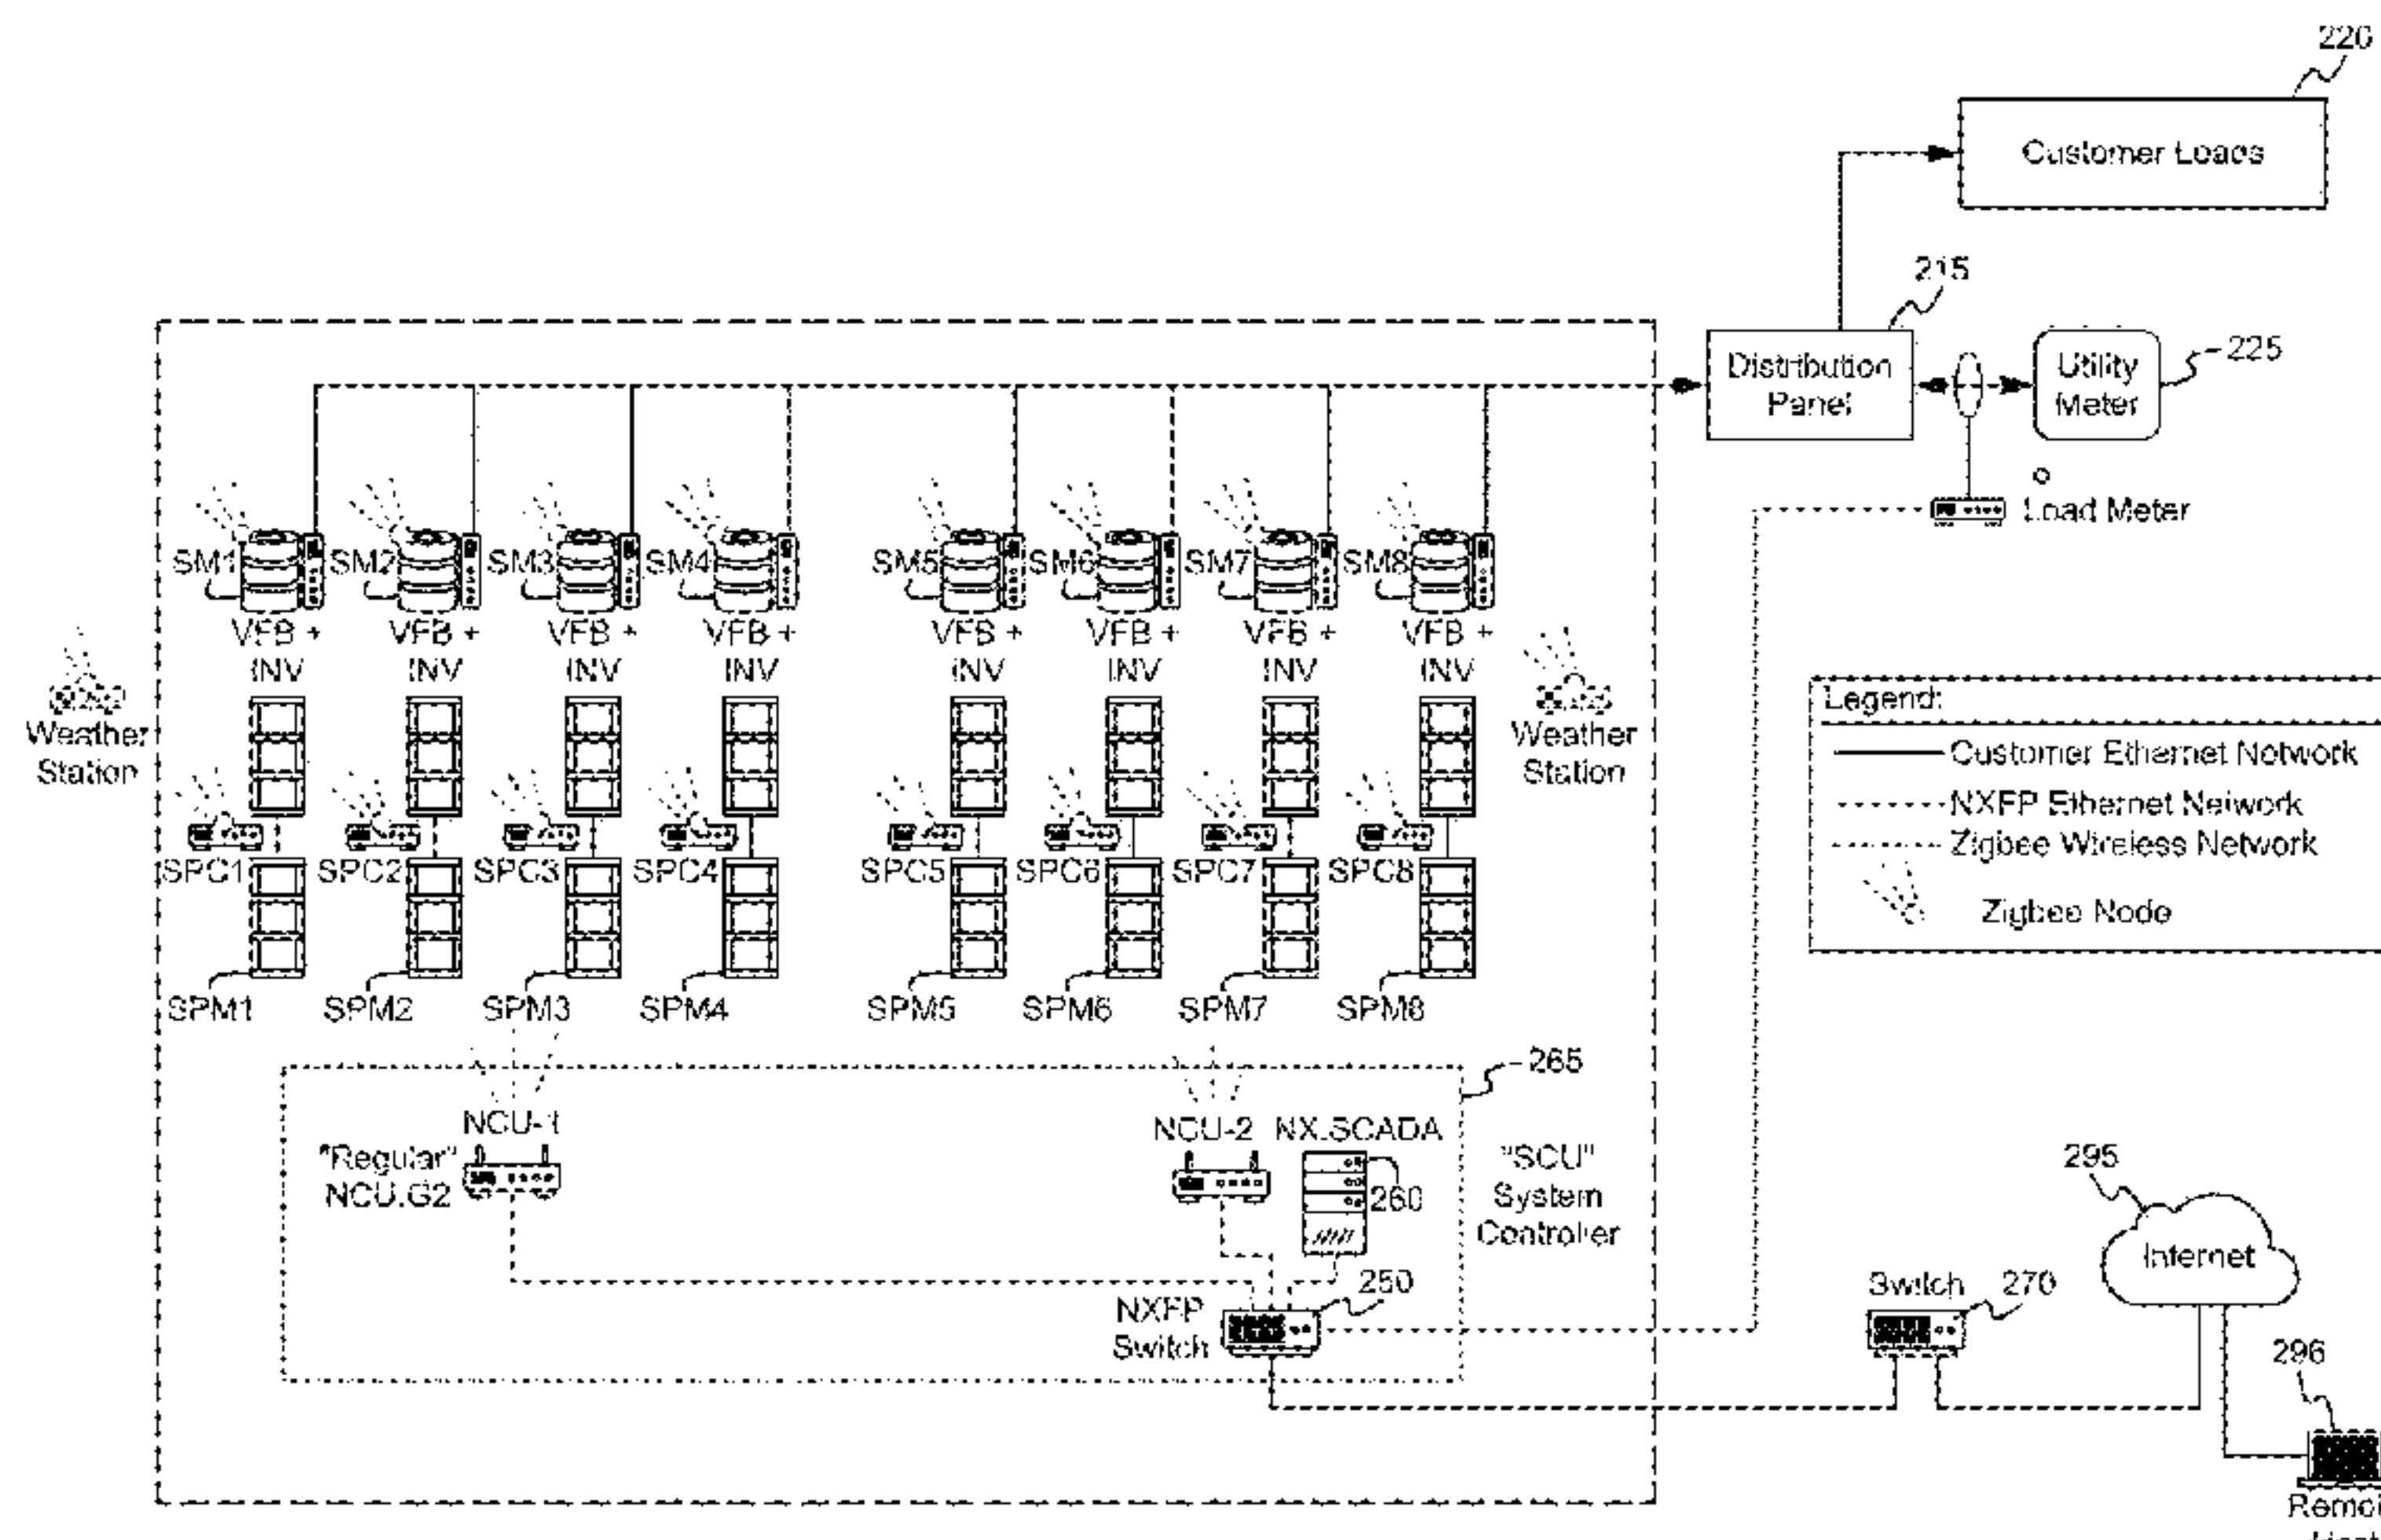 220
Customer Loads
215
Distribution
Panel
Utility
Meter
225
Load Meter
SM1
SM2
SM3
SM4
SM5
SM6
SM7
SM8
VFB +
INV
VFB +
INV
VFB +
INV
VFB +
INV
VFB +
INV
VFB +
INV
VFB +
INV
VFB +
INV
Weather
Station
Weather
Station
Legend:
Customer Ethernet Network
NXFP Ethernet Network
Zigbee Wireless Network
Zigbee Node
SPC1
SPC2
SPC3
SPC4
SPC5
SPC6
SPC7
SPC8
SPM1
SPM2
SPM3
SPM4
SPM5
SPM6
SPM7
SPM8
265
NCU-1
"Regular"
NCU.G2
NCU-2
NX.SCADA
260
"SCU"
System
Controller
NXFP
Switch
250
295
Internet
Switch
270
296